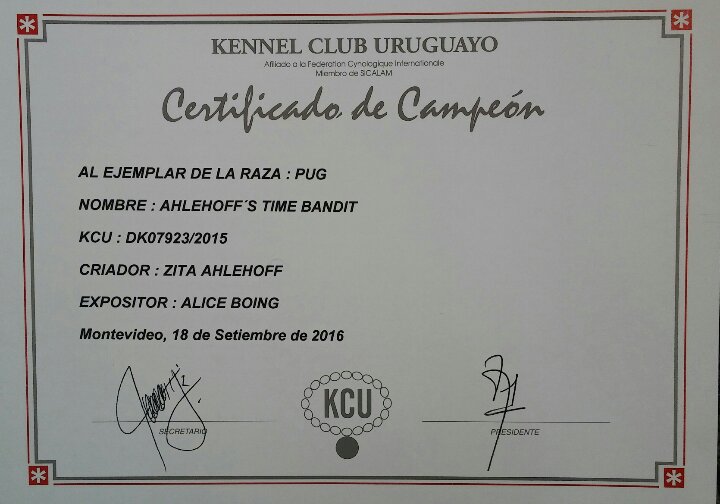 KENNEL CLUB URUGUAYO
Afiliado a la Federation Cynologique Internationale
Miembro de SICALAM
Certificado de Campeón
AL EJEMPLAR DE LA RAZA : PUG
NOMBRE : AHLEHOFF´S TIME BANDIT
KCU : DK07923/2015
CRIADOR : ZITA AHLEHOFF
EXPOSITOR : ALICE BOING
Montevideo, 18 de Setiembre de 2016
KCU
SECRETARIO
PRESIDENTE